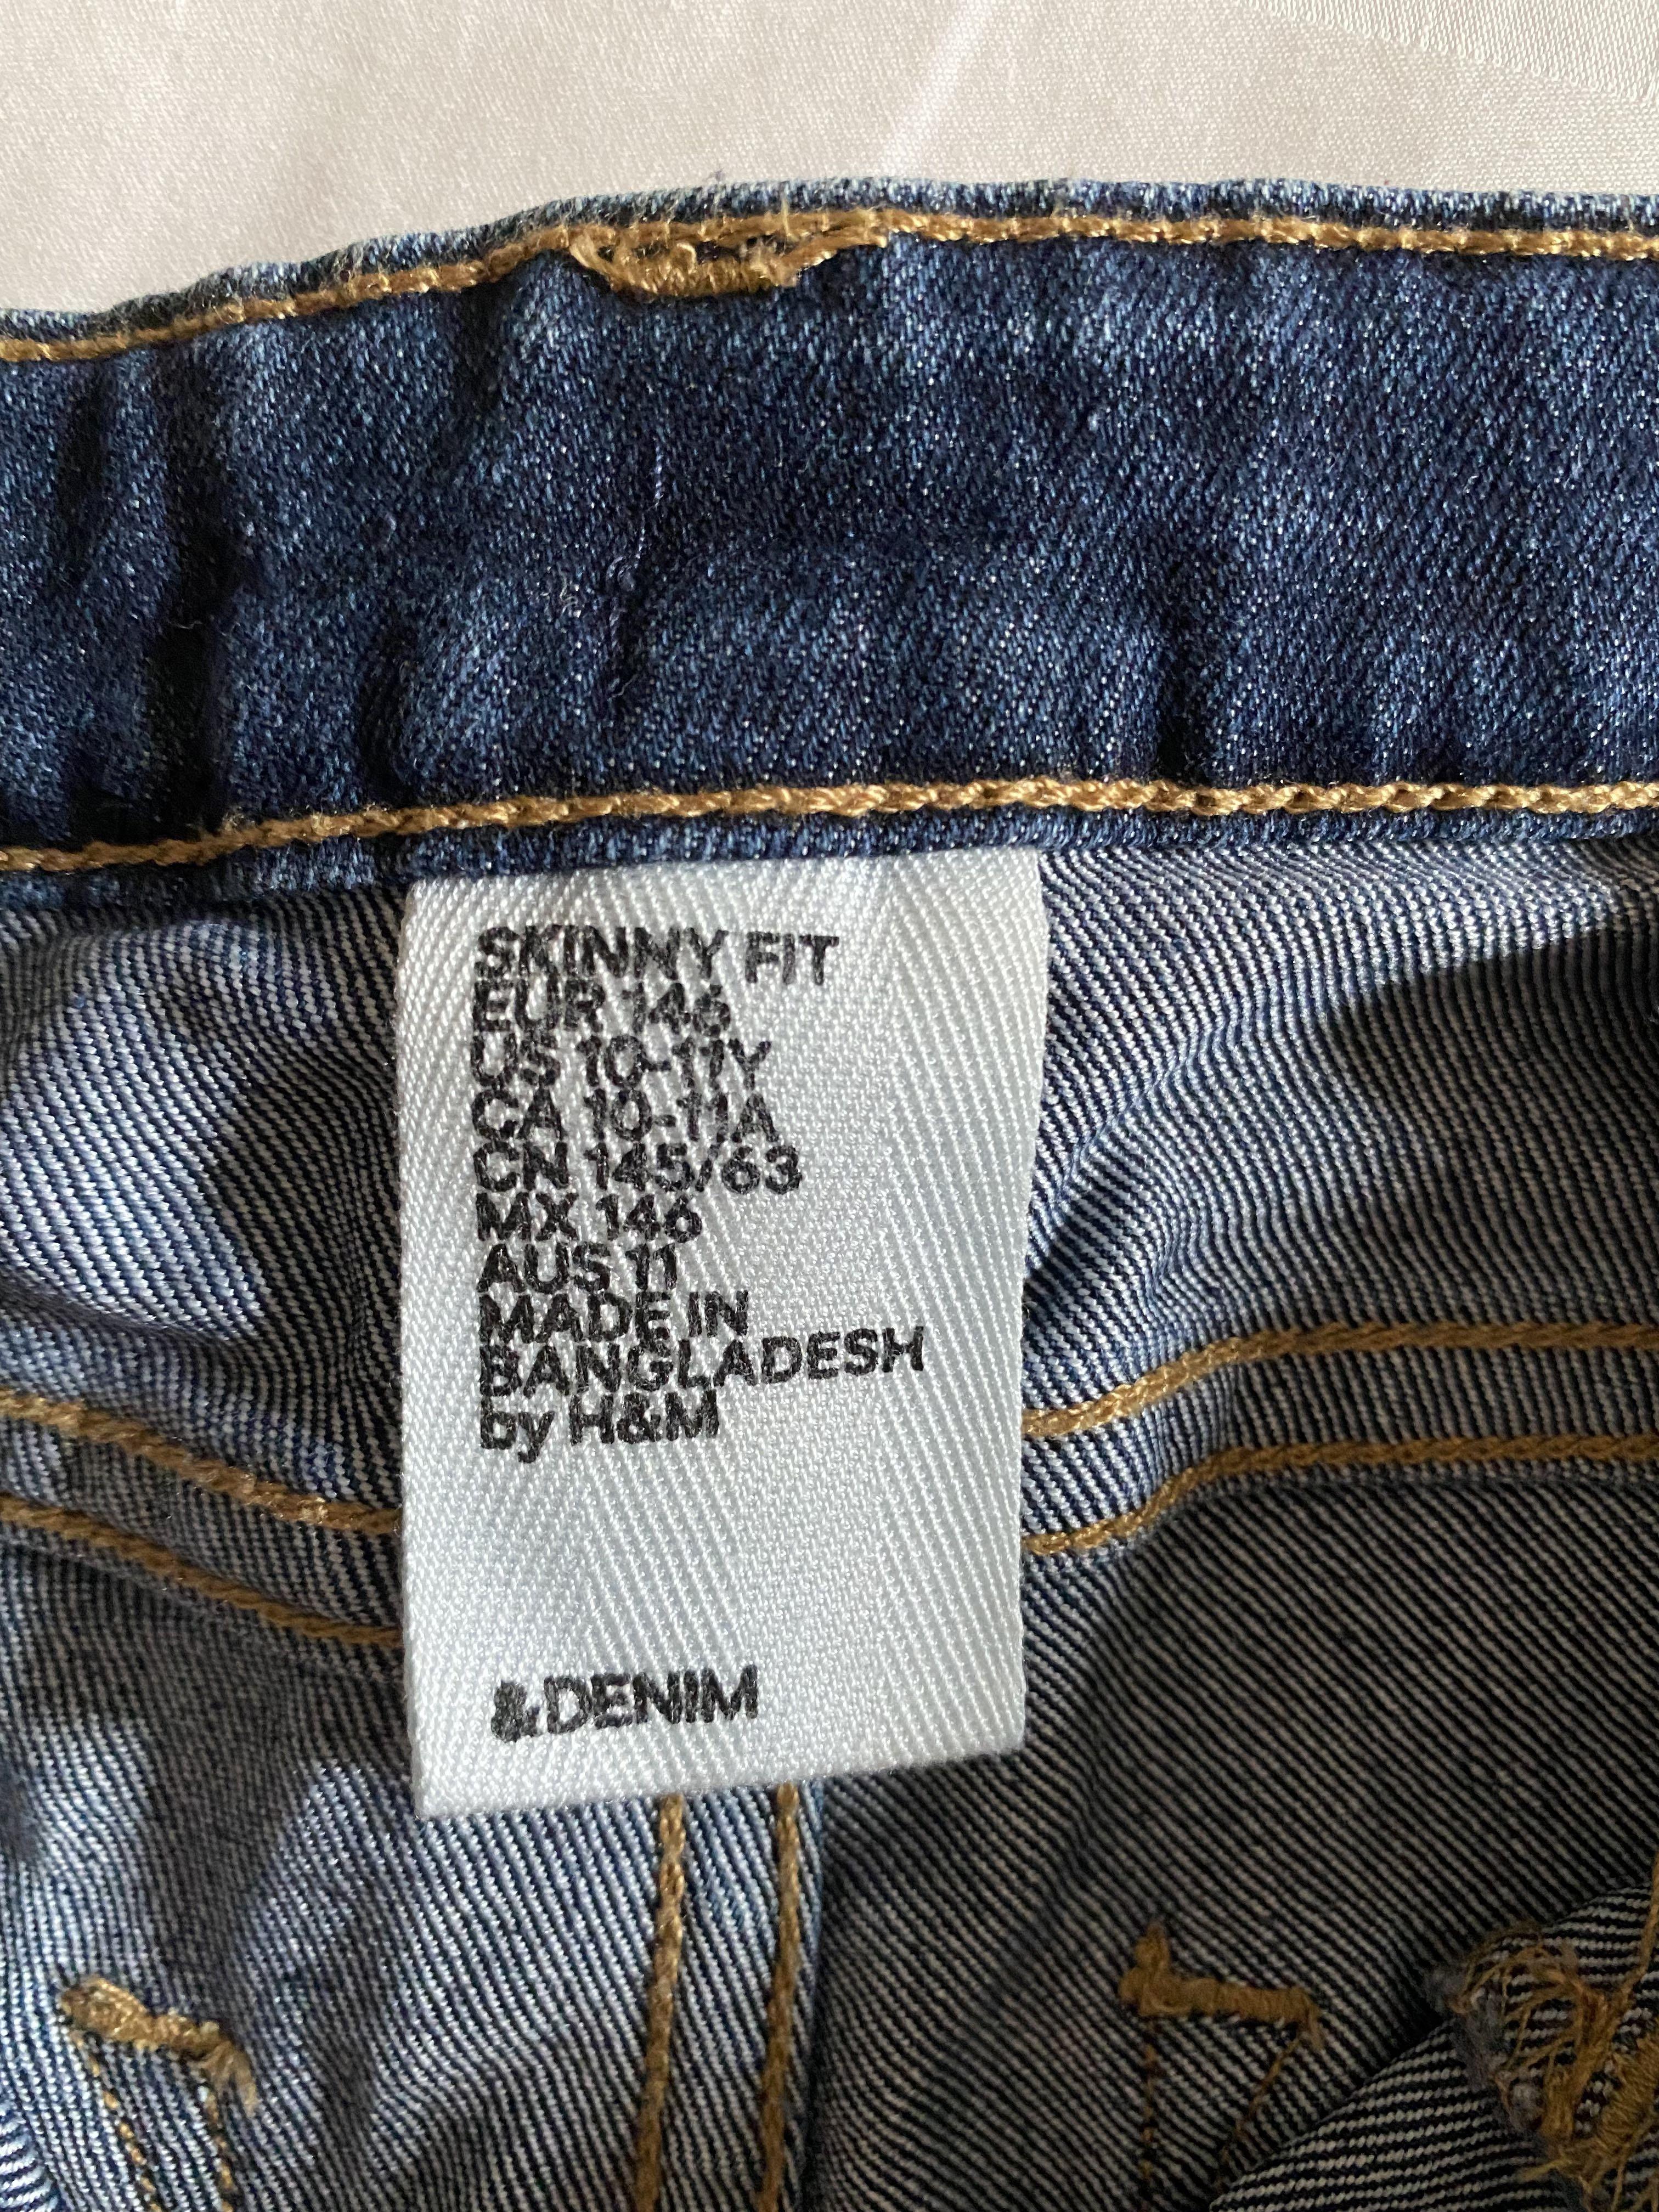 SKINNY FIT
EUR 146
US 10-11Y
CA 10-11A
CN 145/63
MX 146
AUS 11
MADE IN
BANGLADESH
by H&M
&DENIM